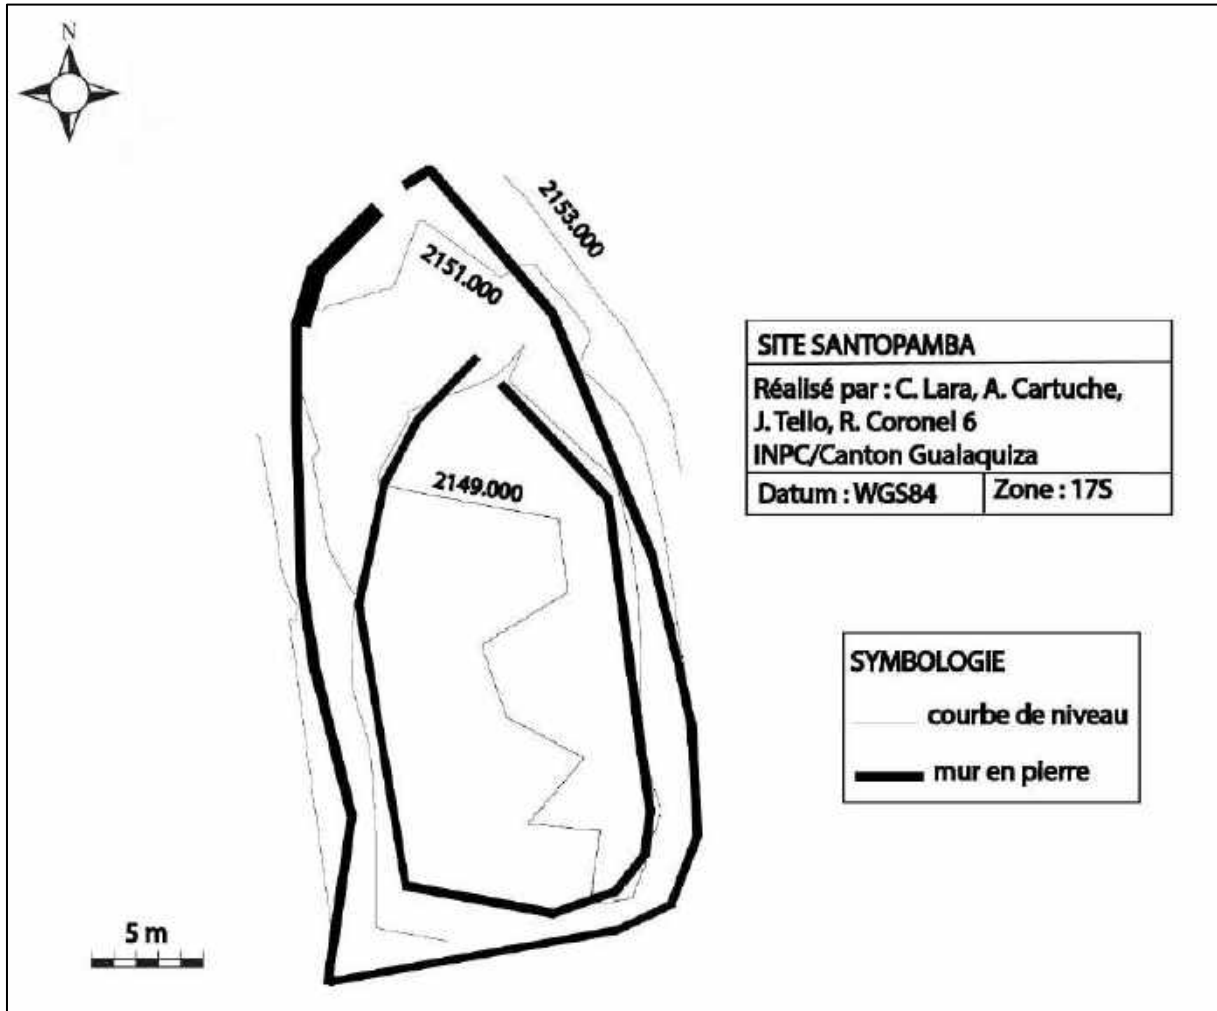 N
2153.000
2151.000
2149.000
SITE SANTOPAMBA
Réalisé par : C. Lara, A. Cartuche,
J. Tello, R. Coronel 6
INPC/Canton Gualaquiza
Datum : WGS84
Zone : 17S
SYMBOLOGIE
courbe de niveau
mur en pierre
5 m